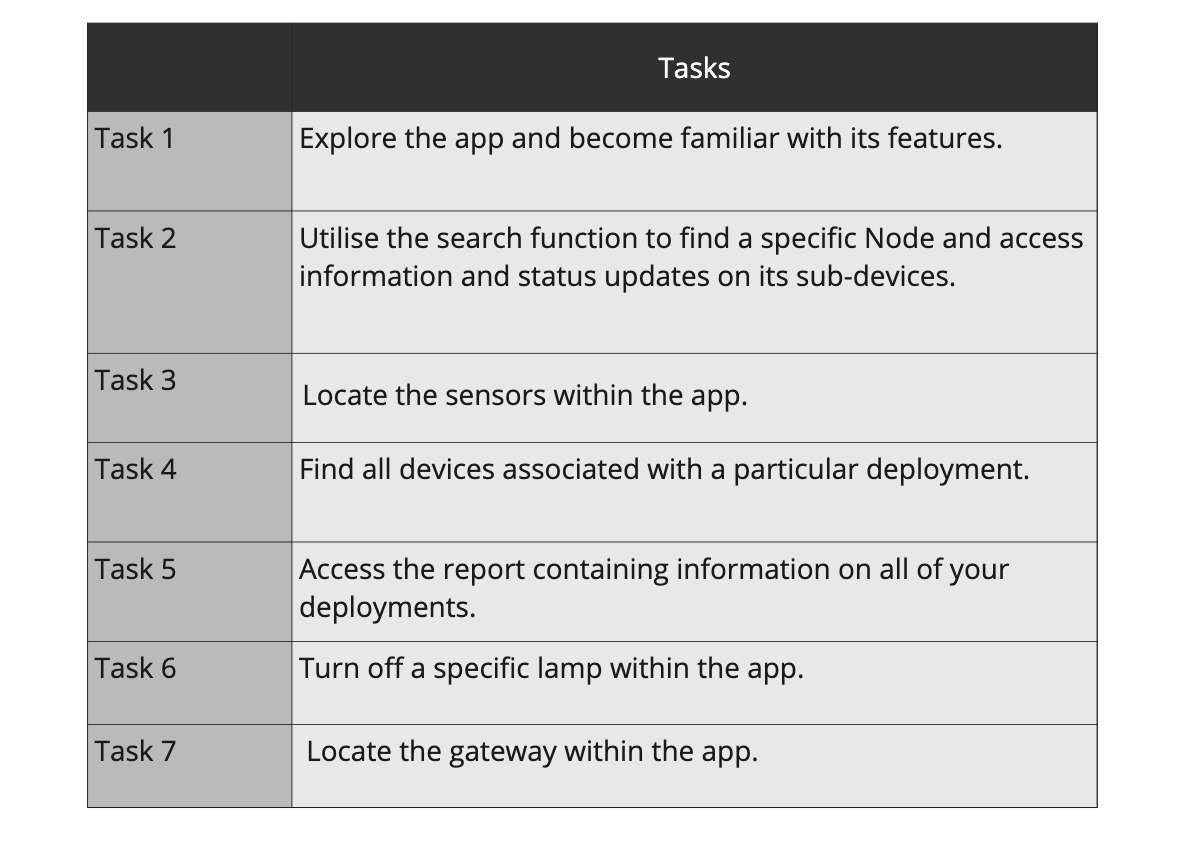 Tasks
Task 1
Explore the app and become familiar with its features.
Task 2
Utilise the search function to find a specific Node and access
information and status updates on its sub-devices.
Task 3
Locate the sensors within the app.
Task 4
Find all devices associated with a particular deployment.
Task 5
Access the report containing information on all of your
deployments.
Task 6
Turn off a specific lamp within the app.
Task 7
Locate the gateway within the app.